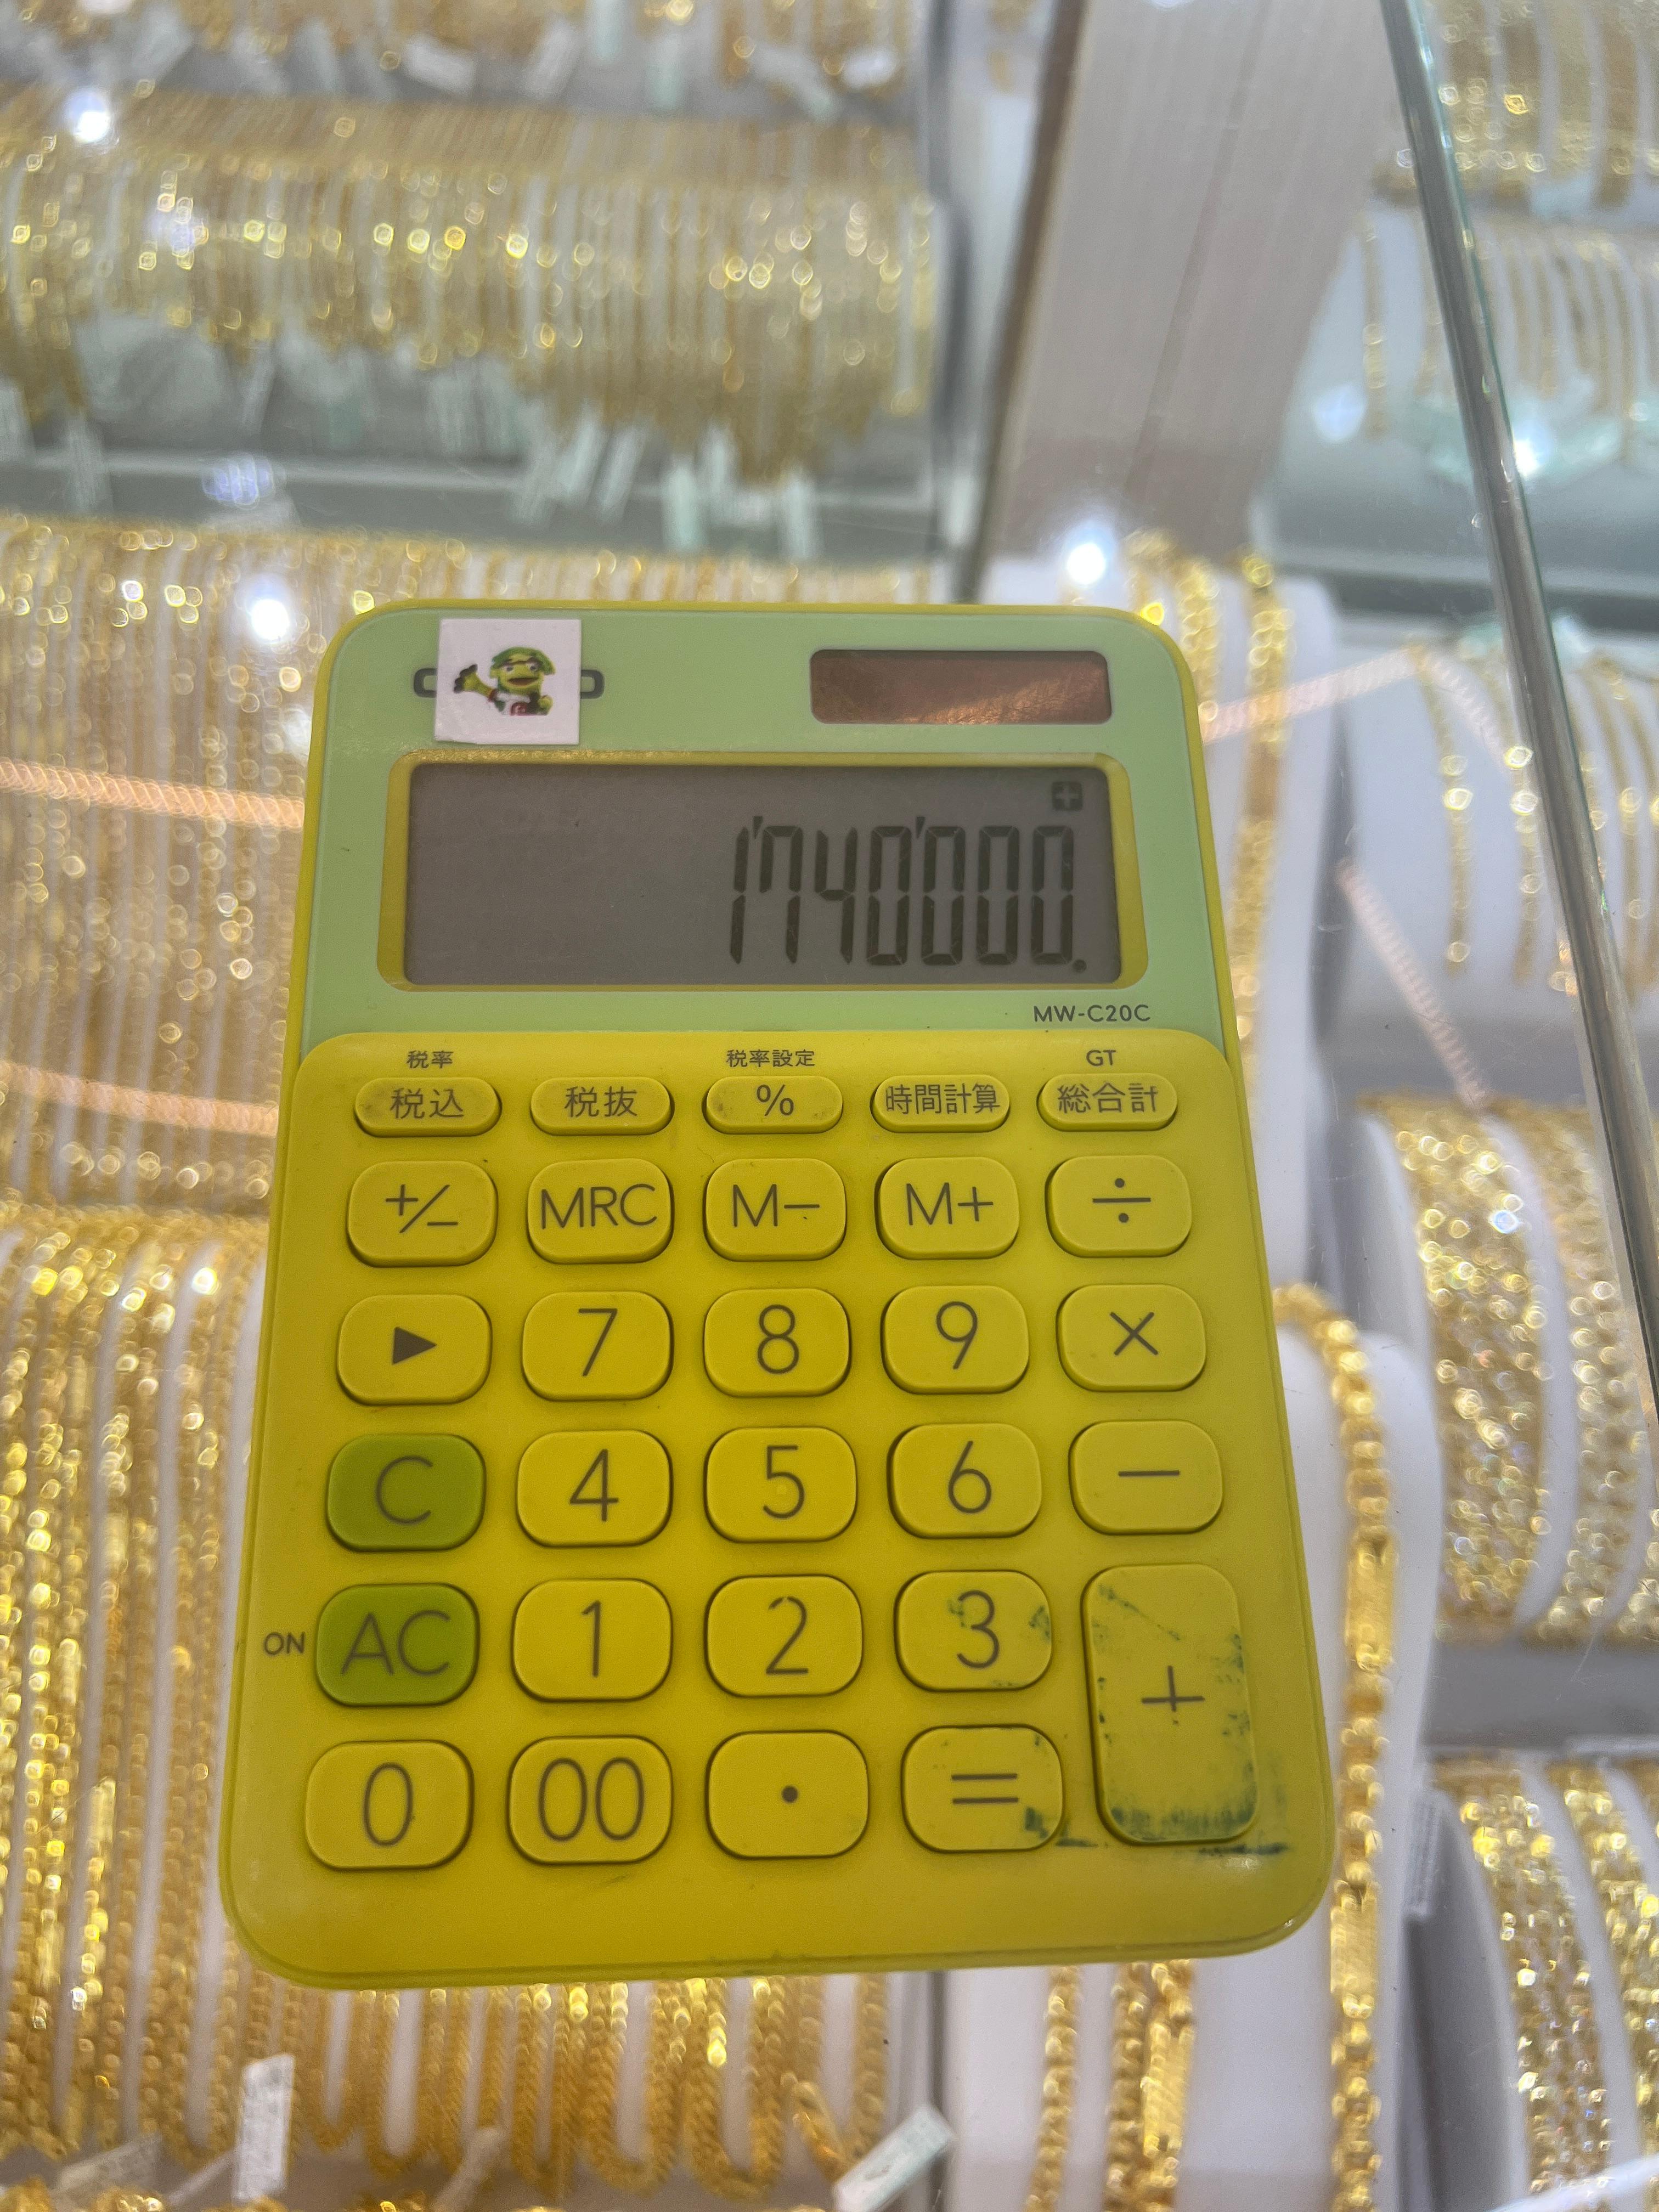 1'740'000.
MW-C20C
税率 税率設定 GT
税込 税抜 % 時間計算 総合計
+/− MRC M− M+ ÷
▶ 7 8 9 ×
C 4 5 6 −
ON AC 1 2 3 +
0 00 . =